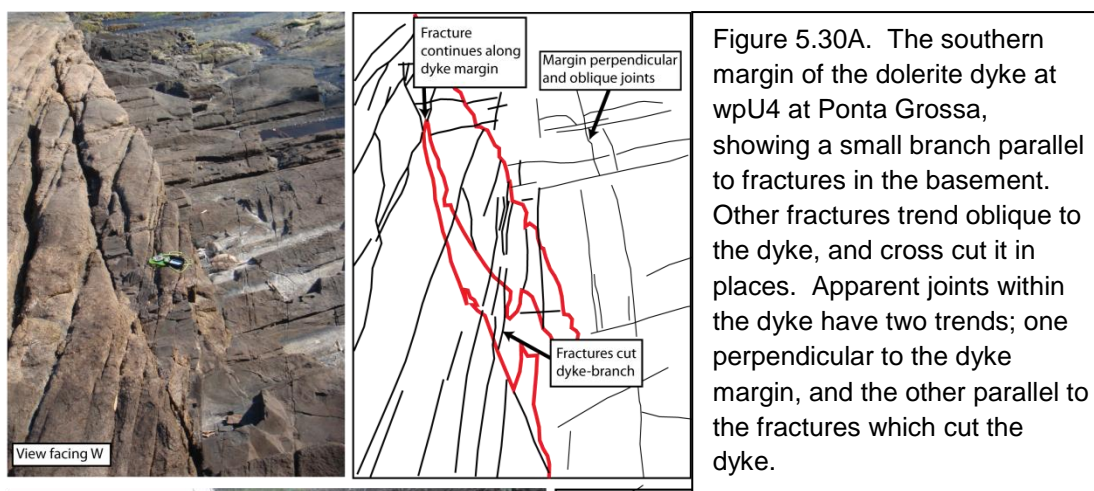 Fracture
continues along
dyke margin
Margin perpendicular
and oblique joints
Fractures cut
dyke-branch
View facing W
Figure 5.30A.  The southern
margin of the dolerite dyke at
wpU4 at Ponta Grossa,
showing a small branch parallel
to fractures in the basement.
Other fractures trend oblique to
the dyke, and cross cut it in
places.  Apparent joints within
the dyke have two trends; one
perpendicular to the dyke
margin, and the other parallel to
the fractures which cut the
dyke.